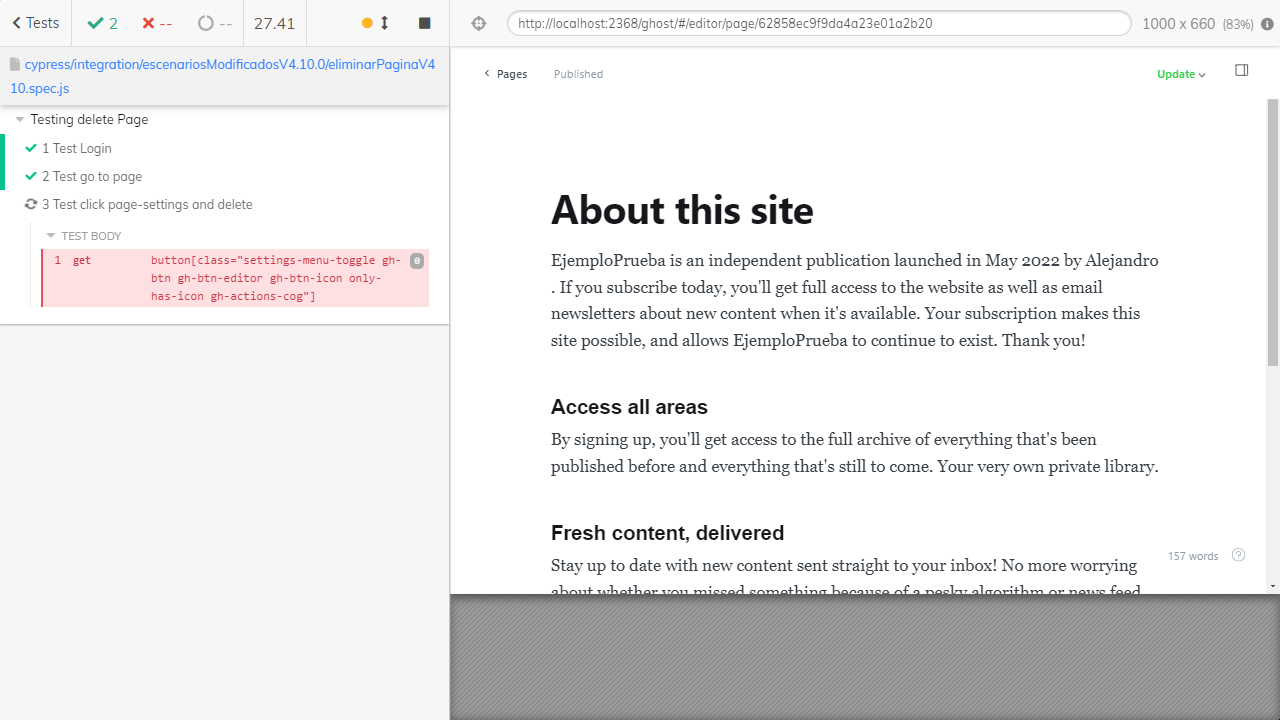 Tests 2 -- -- 27.41
http://localhost:2368/ghost/#/editor/page/62858ec9f9da4a23e01a2b20 1000 x 660 (83%)
cypress/integration/escenariosModificadosV4.10.0/eliminarPaginaV4
10.spec.js
Testing delete Page
1 Test Login
2 Test go to page
3 Test click page-settings and delete
TEST BODY
1 get button[class="settings-menu-toggle gh-
btn gh-btn-editor gh-btn-icon only-
has-icon gh-actions-cog"]
0
Pages Published Update
About this site
EjemploPrueba is an independent publication launched in May 2022 by Alejandro
. If you subscribe today, you'll get full access to the website as well as email
newsletters about new content when it's available. Your subscription makes this
site possible, and allows EjemploPrueba to continue to exist. Thank you!
Access all areas
By signing up, you'll get access to the full archive of everything that's been
published before and everything that's still to come. Your very own private library.
Fresh content, delivered
Stay up to date with new content sent straight to your inbox! No more worrying
about whether you missed something because of a pesky algorithm or news feed
157 words